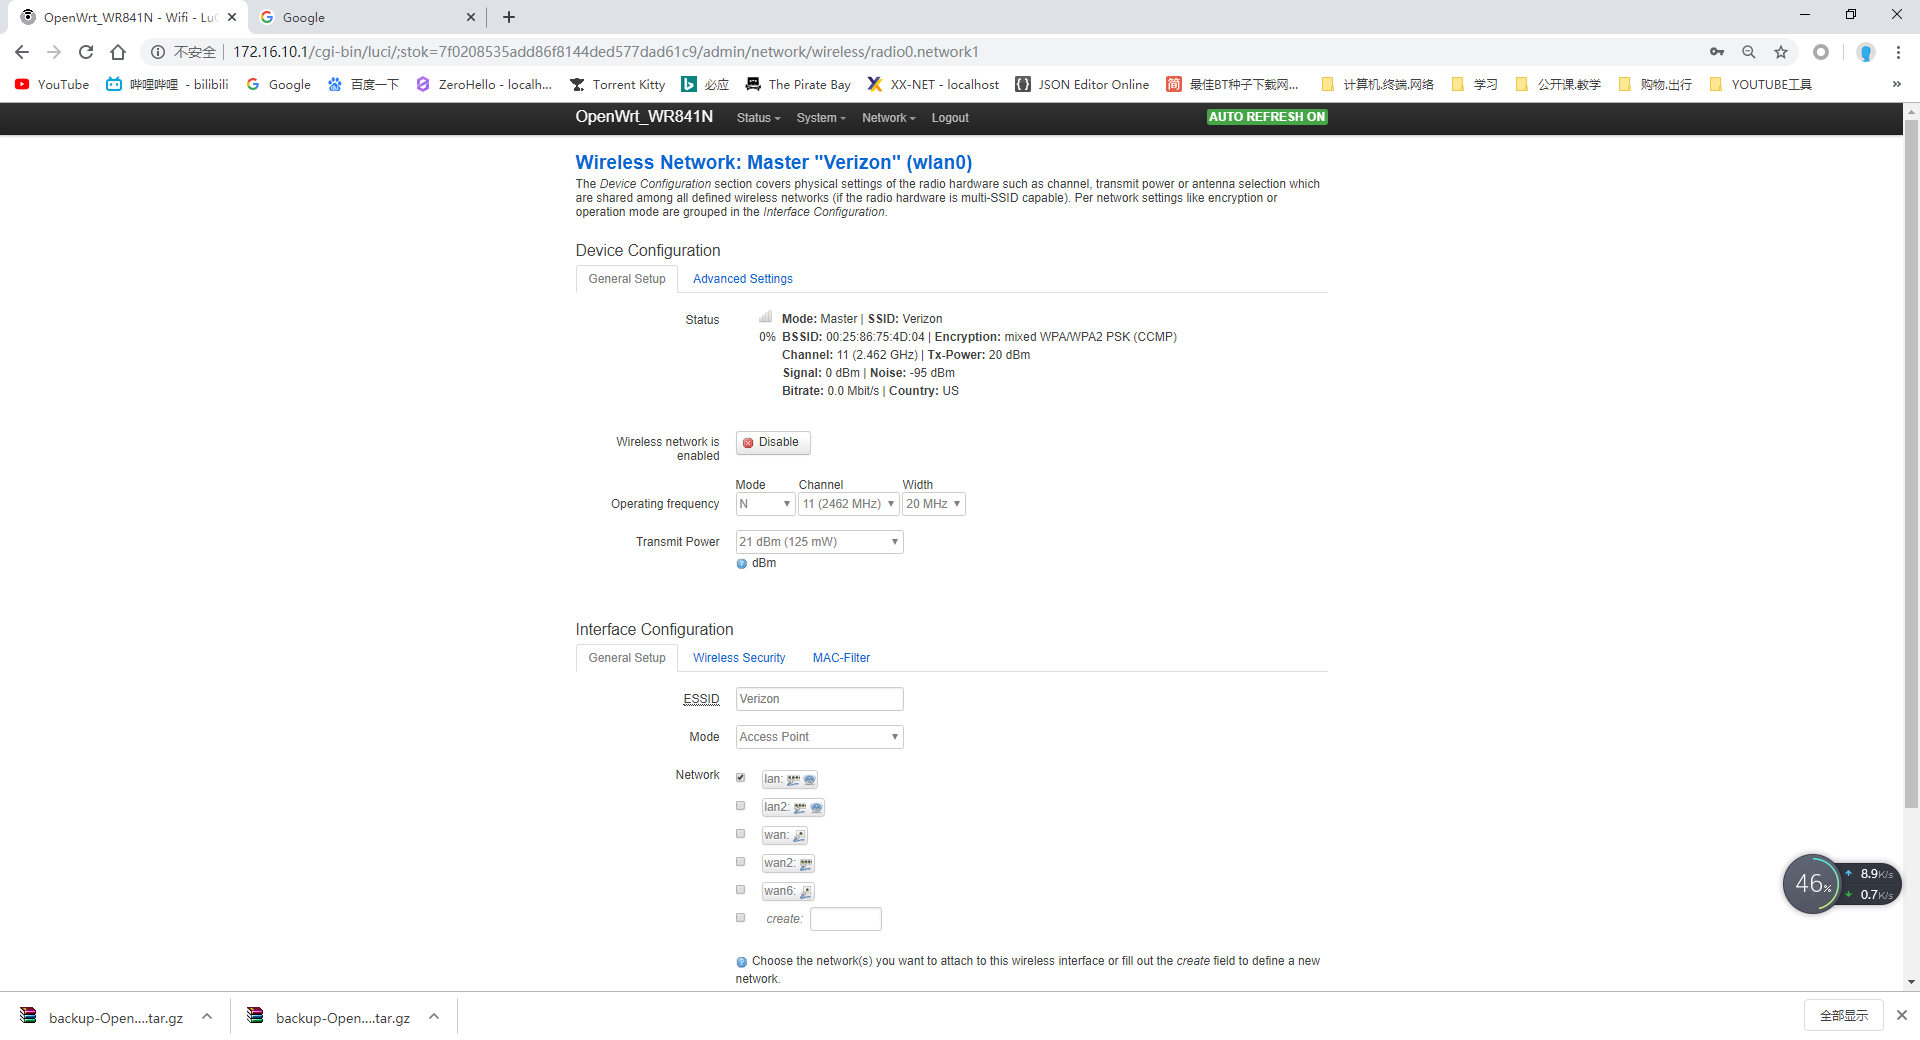 OpenWrt_WR841N - Wifi - LuC
Google
不安全
172.16.10.1/cgi-bin/luci/;stok=7f0208535add86f8144ded577dad61c9/admin/network/wireless/radio0.network1
YouTube
哔哩哔哩 - bilibili
Google
百度一下
ZeroHello - localh...
Torrent Kitty
必应
The Pirate Bay
XX-NET - localhost
JSON Editor Online
简 最佳BT种子下载网...
计算机,终端,网络
学习
公开课,教学
购物,出行
YOUTUBE工具
»
OpenWrt_WR841N
Status
System
Network
Logout
AUTO REFRESH ON
Wireless Network: Master "Verizon" (wlan0)
The Device Configuration section covers physical settings of the radio hardware such as channel, transmit power or antenna selection which
are shared among all defined wireless networks (if the radio hardware is multi-SSID capable). Per network settings like encryption or
operation mode are grouped in the Interface Configuration.
Device Configuration
General Setup
Advanced Settings
Status
0%
Mode: Master | SSID: Verizon
BSSID: 00:25:86:75:4D:04 | Encryption: mixed WPA/WPA2 PSK (CCMP)
Channel: 11 (2.462 GHz) | Tx-Power: 20 dBm
Signal: 0 dBm | Noise: -95 dBm
Bitrate: 0.0 Mbit/s | Country: US
Wireless network is
enabled
Disable
Mode
Channel
Width
Operating frequency
N
11 (2462 MHz)
20 MHz
Transmit Power
21 dBm (125 mW)
dBm
Interface Configuration
General Setup
Wireless Security
MAC-Filter
ESSID
Verizon
Mode
Access Point
Network
lan:
lan2:
wan:
wan2:
wan6:
create:
Choose the network(s) you want to attach to this wireless interface or fill out the create field to define a new
network.
46%
8.9K/s
0.7K/s
backup-Open....tar.gz
backup-Open....tar.gz
全部显示